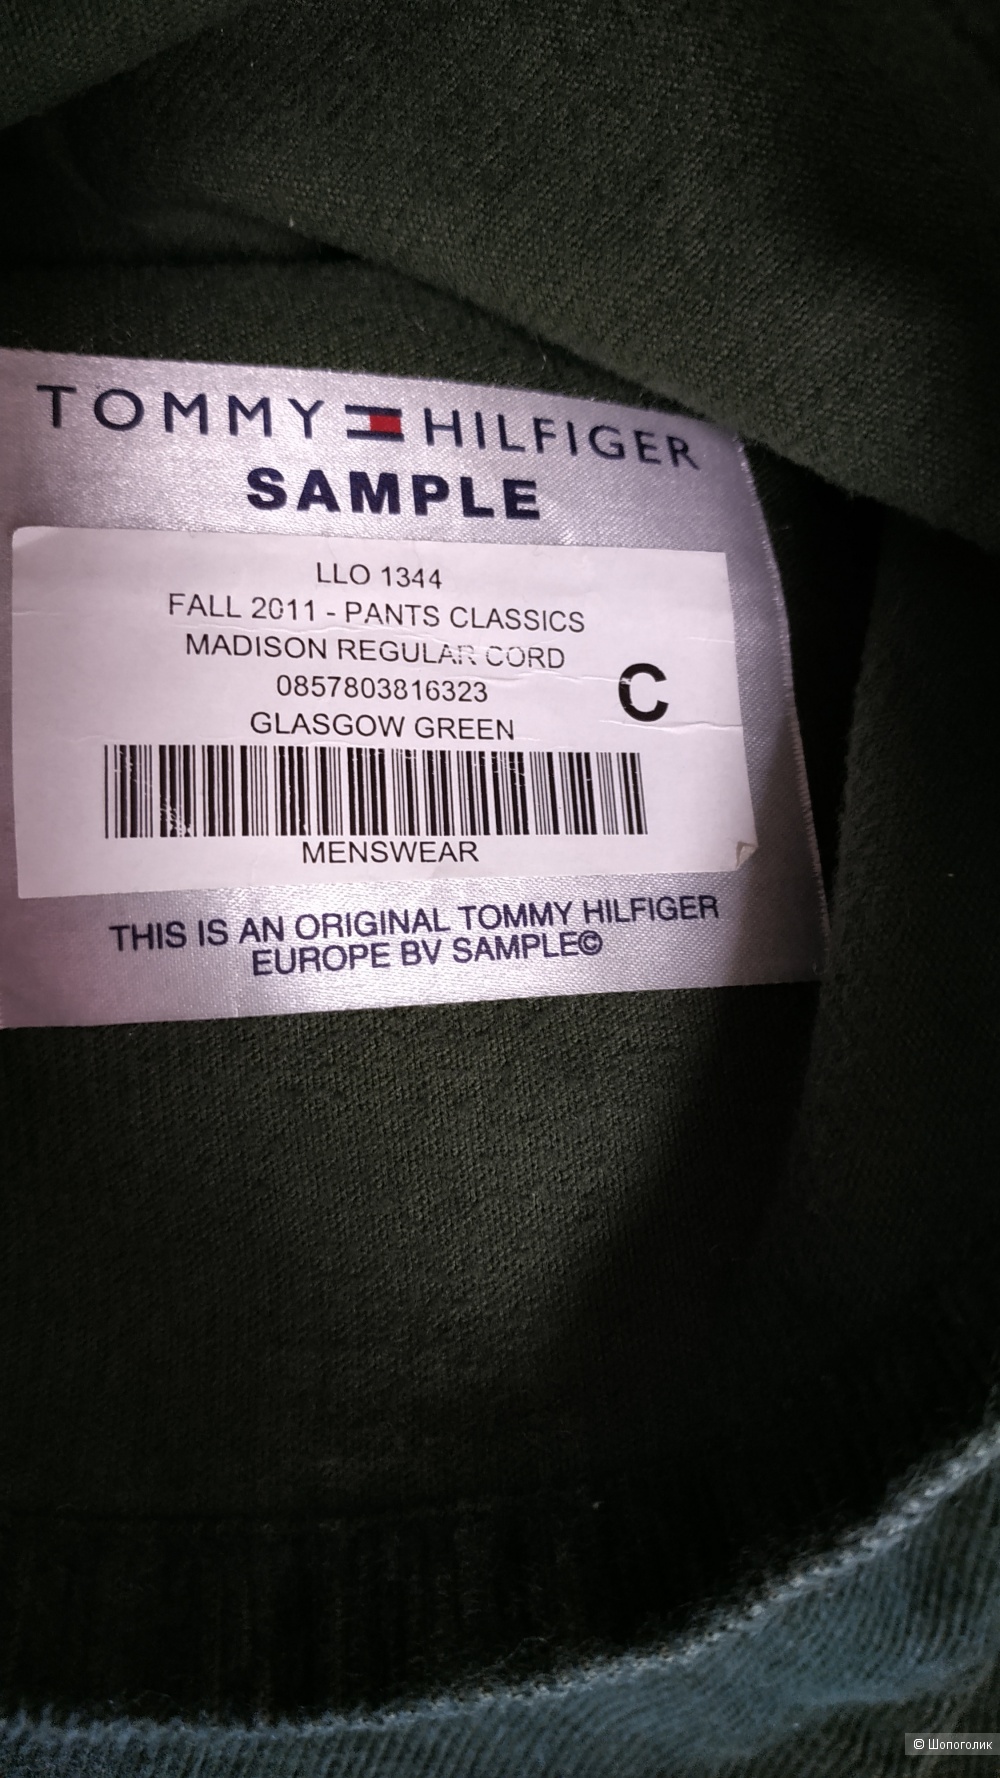 TOMMY HILFIGER
SAMPLE
LLO 1344
FALL 2011 - PANTS CLASSICS
MADISON REGULAR CORD
0857803816323
C
GLASGOW GREEN
MENSWEAR
THIS IS AN ORIGINAL TOMMY HILFIGER
EUROPE BV SAMPLE©
© Шопоголик